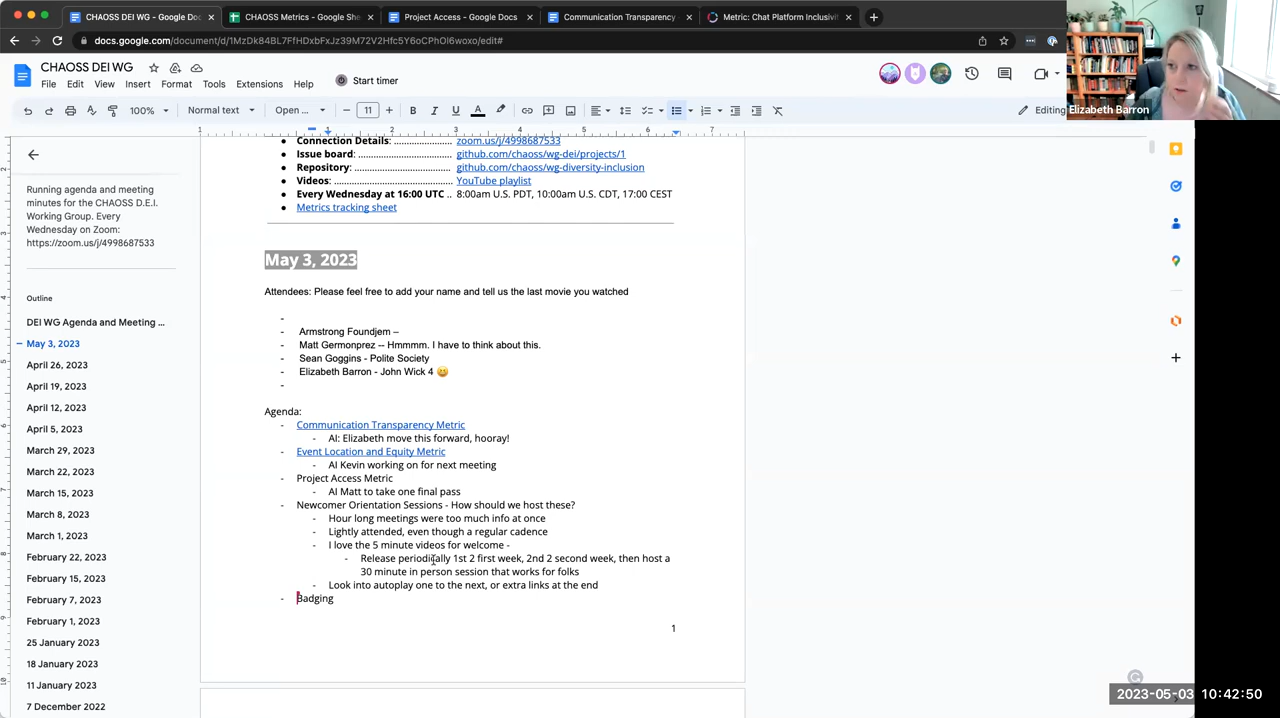 CHAOSS DEI WG - Google Doc
CHAOSS Metrics - Google She
Project Access - Google Docs
Communication Transparency
Metric: Chat Platform Inclusivit
docs.google.com/document/d/1MzDk84BL7FfHDxbFxJz39M72V2Hfc5Y6oCPhOl6woxo/edit#
CHAOSS DEI WG
File Edit View Insert Format Tools Extensions Help
Start timer
100% Normal text Open ... 11 Editing
Elizabeth Barron
Running agenda and meeting
minutes for the CHAOSS D.E.I.
Working Group. Every
Wednesday on Zoom:
https://zoom.us/j/4998687533
Outline
DEI WG Agenda and Meeting ...
May 3, 2023
April 26, 2023
April 19, 2023
April 12, 2023
April 5, 2023
March 29, 2023
March 22, 2023
March 15, 2023
March 8, 2023
March 1, 2023
February 22, 2023
February 15, 2023
February 7, 2023
February 1, 2023
25 January 2023
18 January 2023
11 January 2023
7 December 2022
Connection Details: ...................... zoom.us/j/4998687533
Issue board: ................................... github.com/chaoss/wg-dei/projects/1
Repository: ..................................... github.com/chaoss/wg-diversity-inclusion
Videos: ............................................ YouTube playlist
Every Wednesday at 16:00 UTC .. 8:00am U.S. PDT, 10:00am U.S. CDT, 17:00 CEST
Metrics tracking sheet
May 3, 2023
Attendees: Please feel free to add your name and tell us the last movie you watched
-
- Armstrong Foundjem –
- Matt Germonprez -- Hmmmm. I have to think about this.
- Sean Goggins - Polite Society
- Elizabeth Barron - John Wick 4 😀
-
Agenda:
- Communication Transparency Metric
- AI: Elizabeth move this forward, hooray!
- Event Location and Equity Metric
- AI Kevin working on for next meeting
- Project Access Metric
- AI Matt to take one final pass
- Newcomer Orientation Sessions - How should we host these?
- Hour long meetings were too much info at once
- Lightly attended, even though a regular cadence
- I love the 5 minute videos for welcome -
- Release periodically 1st 2 first week, 2nd 2 second week, then host a
30 minute in person session that works for folks
- Look into autoplay one to the next, or extra links at the end
- Badging
1
2023-05-03 10:42:50